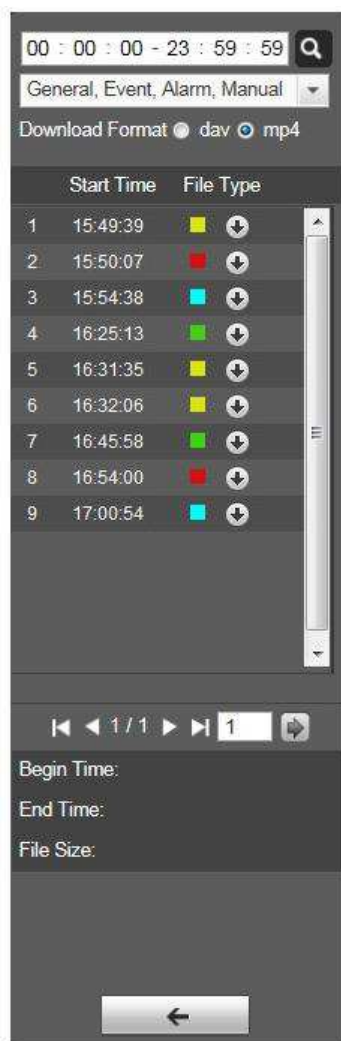 00 : 00 : 00 - 23 : 59 : 59
General, Event, Alarm, Manual
Download Format dav mp4
Start Time File Type
1 15:49:39
2 15:50:07
3 15:54:38
4 16:25:13
5 16:31:35
6 16:32:06
7 16:45:58
8 16:54:00
9 17:00:54
1 / 1 1
Begin Time:
End Time:
File Size: